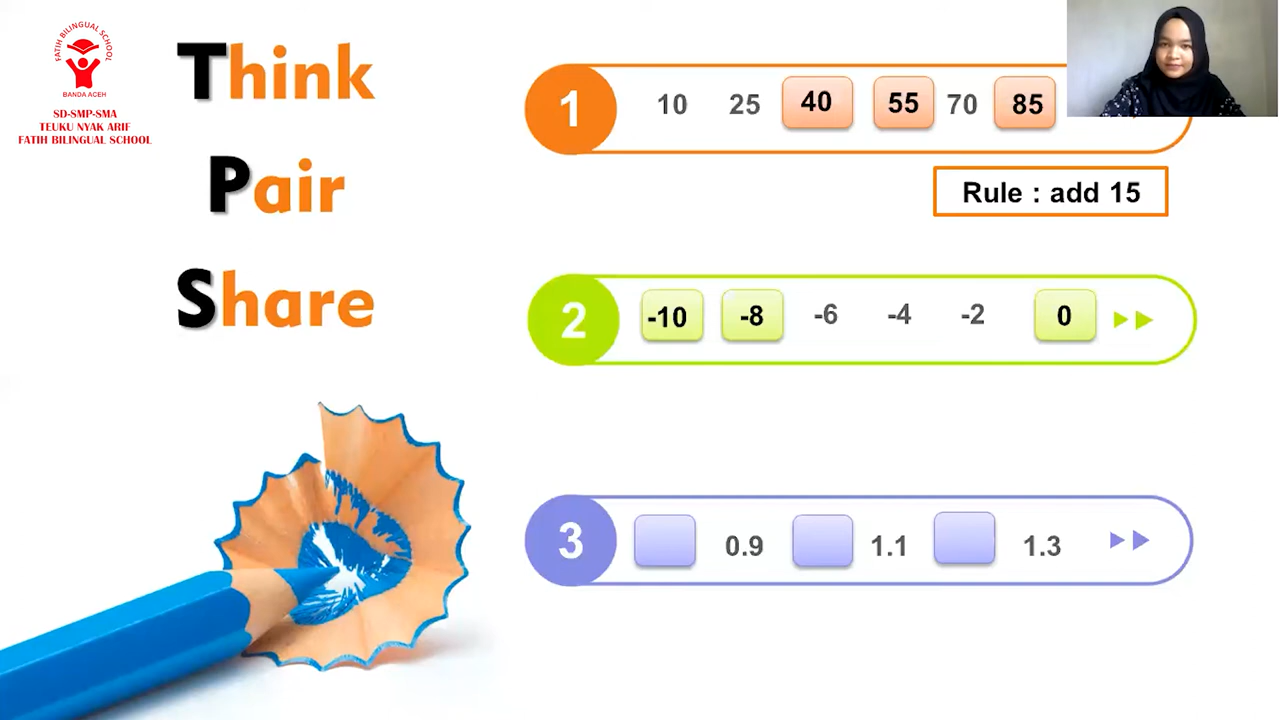 FATIH BILINGUAL SCHOOL
BANDA ACEH
SD-SMP-SMA
TEUKU NYAK ARIF
FATIH BILINGUAL SCHOOL
Think
Pair
Share
1 10 25 40 55 70 85
Rule : add 15
2 -10 -8 -6 -4 -2 0
3 0.9 1.1 1.3